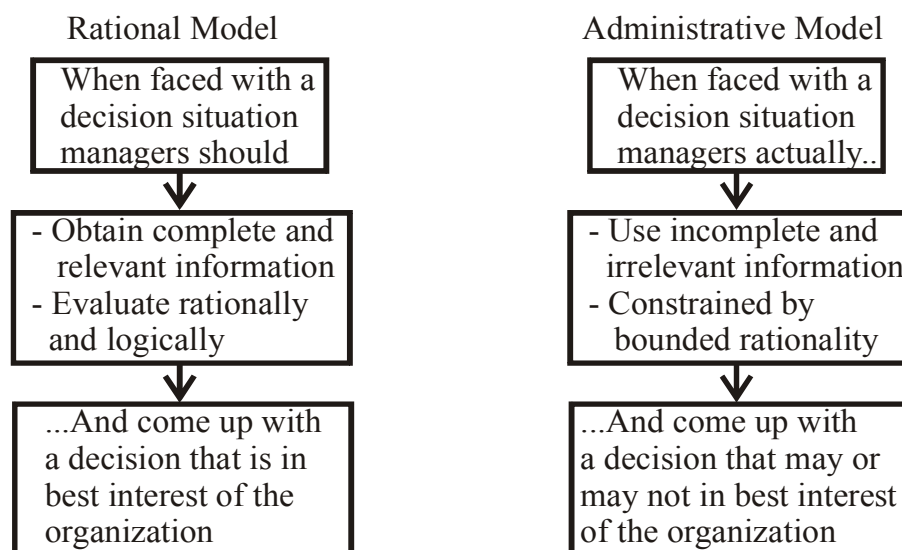 Rational Model
When faced with a
decision situation
managers should
- Obtain complete and
relevant information
- Evaluate rationally
and logically
...And come up with
a decision that is in
best interest of the
organization
Administrative Model
When faced with a
decision situation
managers actually..
- Use incomplete and
irrelevant information
- Constrained by
bounded rationality
...And come up with
a decision that may or
may not in best interest
of the organization